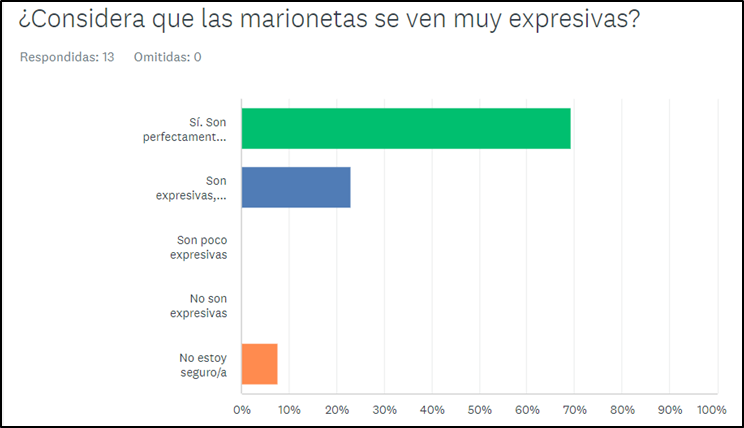 ¿Considera que las marionetas se ven muy expresivas?
Respondidas: 13 Omitidas: 0
Sí. Son
perfectament...
Son
expresivas,...
Son poco
expresivas
No son
expresivas
No estoy
seguro/a
0% 10% 20% 30% 40% 50% 60% 70% 80% 90% 100%